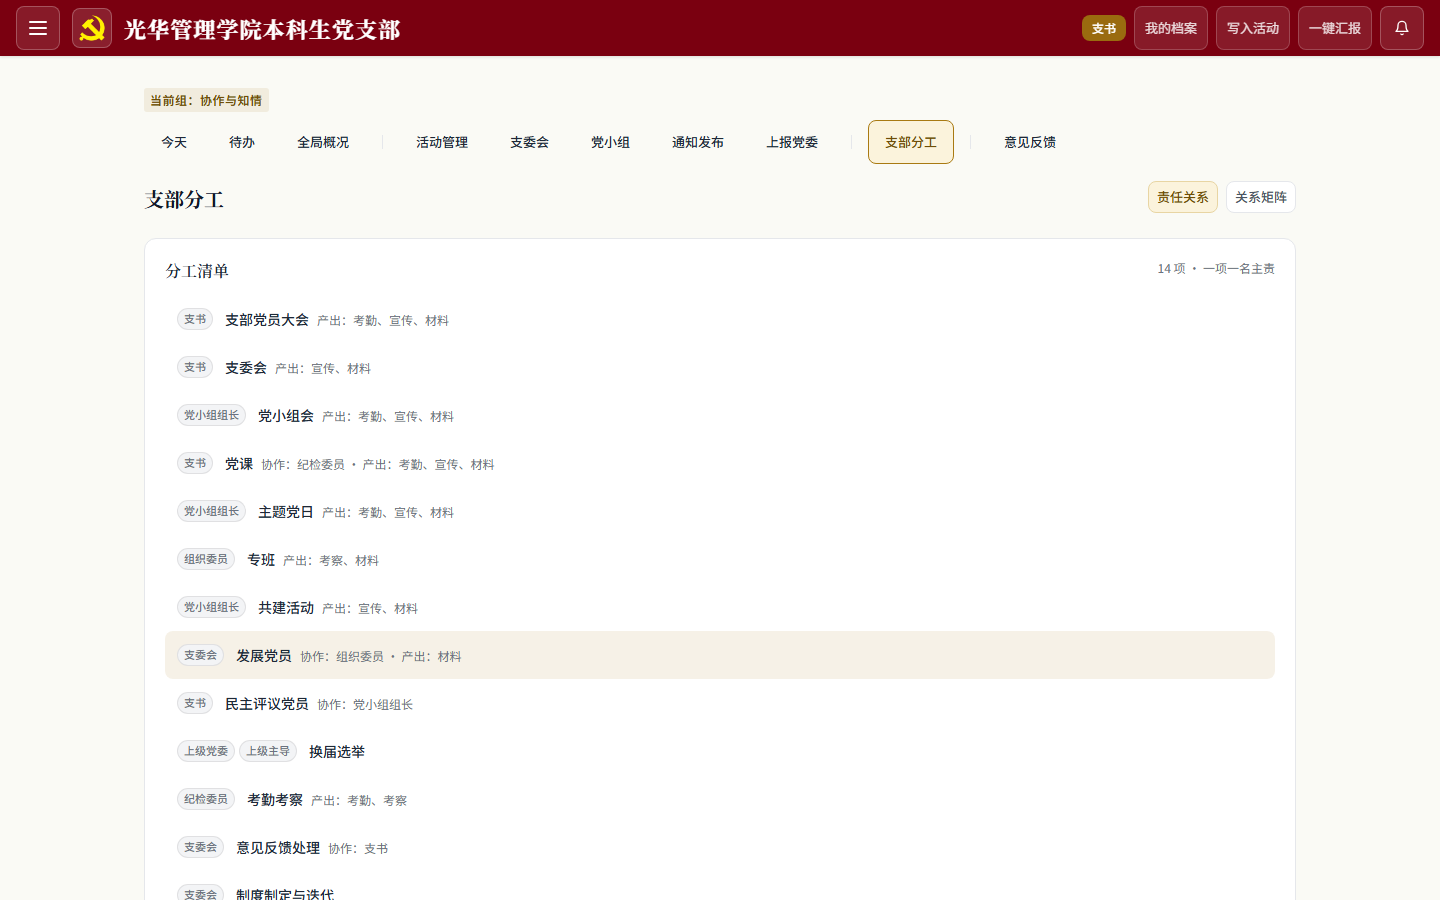 光华管理学院本科生党支部
支书
我的档案
写入活动
一键汇报
当前组：协作与知情
今天 待办 全局概况 活动管理 支委会 党小组 通知发布 上报党委 支部分工 意见反馈
支部分工
责任关系 关系矩阵
分工清单
14 项 · 一项一名主责
支书 支部党员大会 产出：考勤、宣传、材料
支书 支委会 产出：宣传、材料
党小组组长 党小组会 产出：考勤、宣传、材料
支书 党课 协作：纪检委员 · 产出：考勤、宣传、材料
党小组组长 主题党日 产出：考勤、宣传、材料
组织委员 专班 产出：考察、材料
党小组组长 共建活动 产出：宣传、材料
支委会 发展党员 协作：组织委员 · 产出：材料
支书 民主评议党员 协作：党小组组长
上级党委 上级主导 换届选举
纪检委员 考勤考察 产出：考勤、考察
支委会 意见反馈处理 协作：支书
支委会 制度制定与迭代